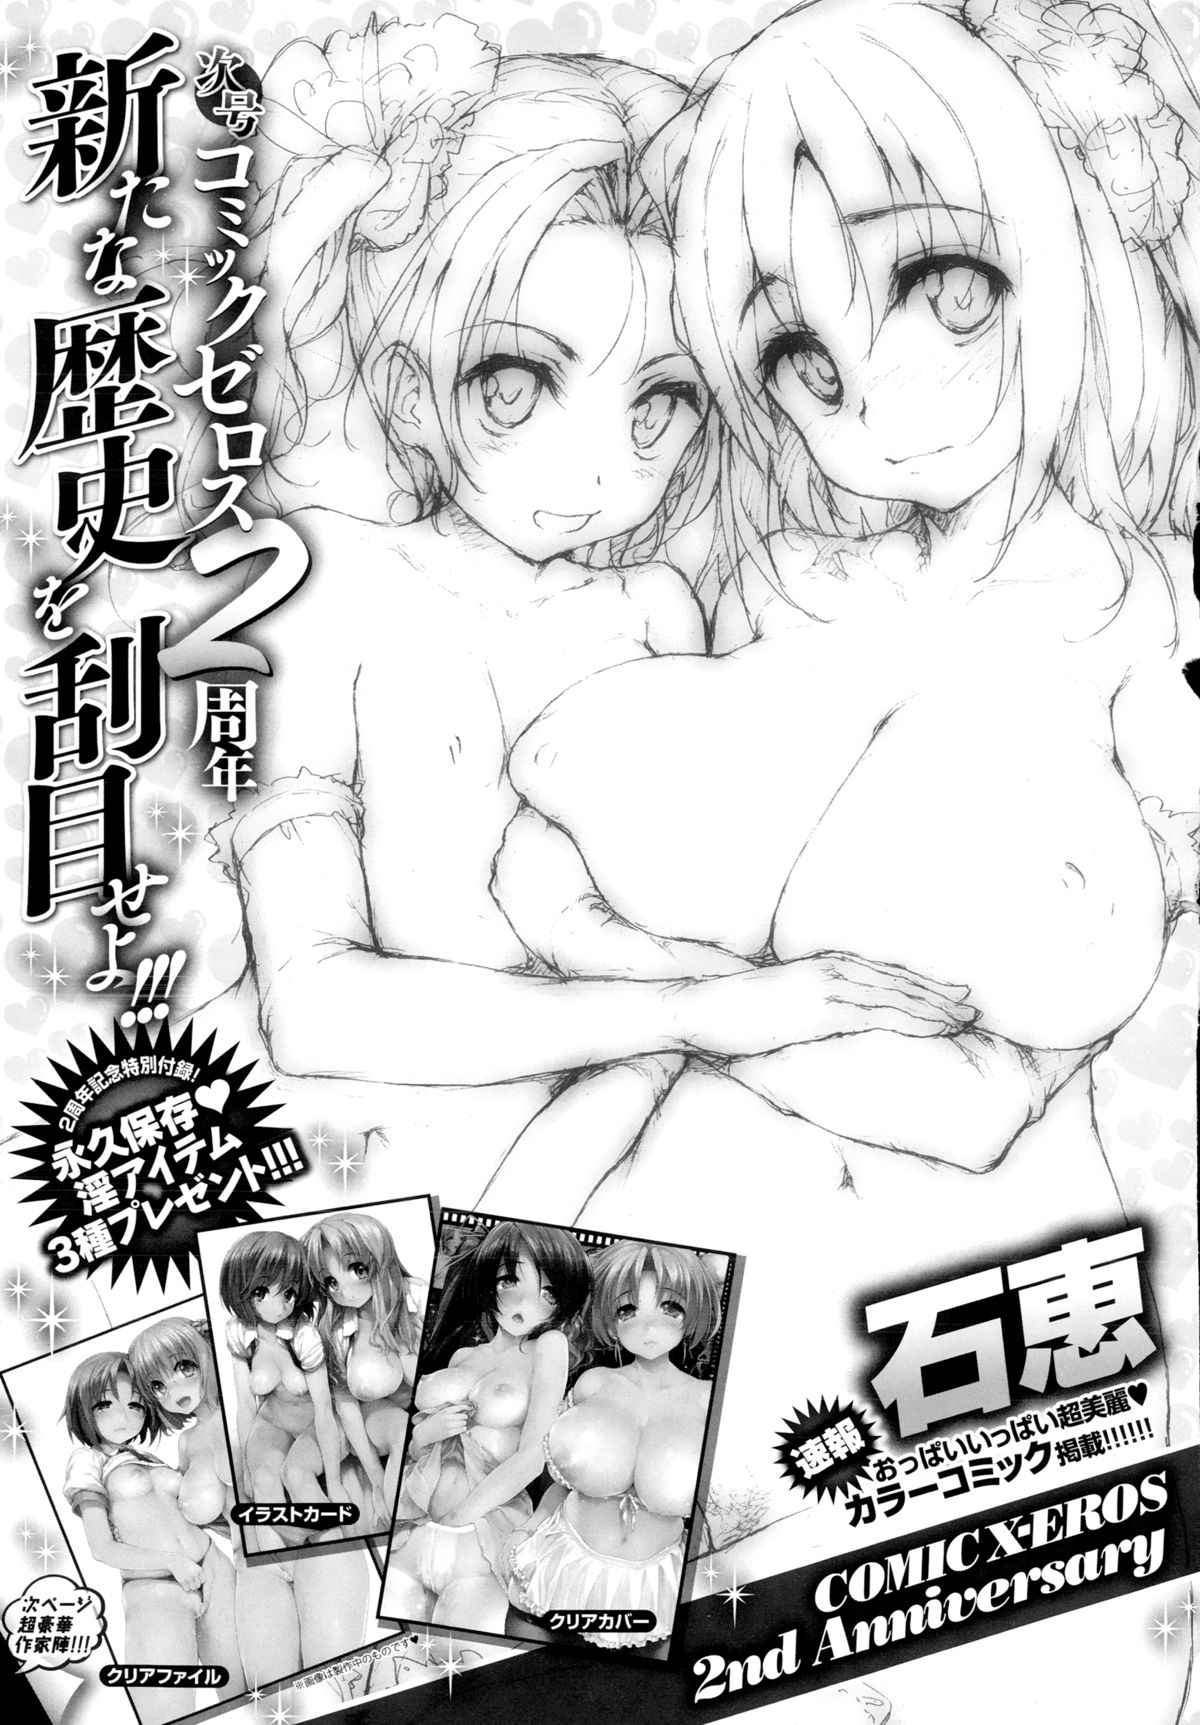 次号コミックゼロス2周年
新たな歴史を刮目せよ!!!
2周年記念特別付録!
永久保存♥
淫アイテム
3種プレゼント!!!
石恵
速報
おっぱいいっぱい超美麗♥
カラーコミック掲載!!!!!!
COMIC X-EROS
2nd Anniversary
イラストカード
クリアカバー
クリアファイル
次ページ
超豪華
作家陣!!!
※画像は製作中のものです♥